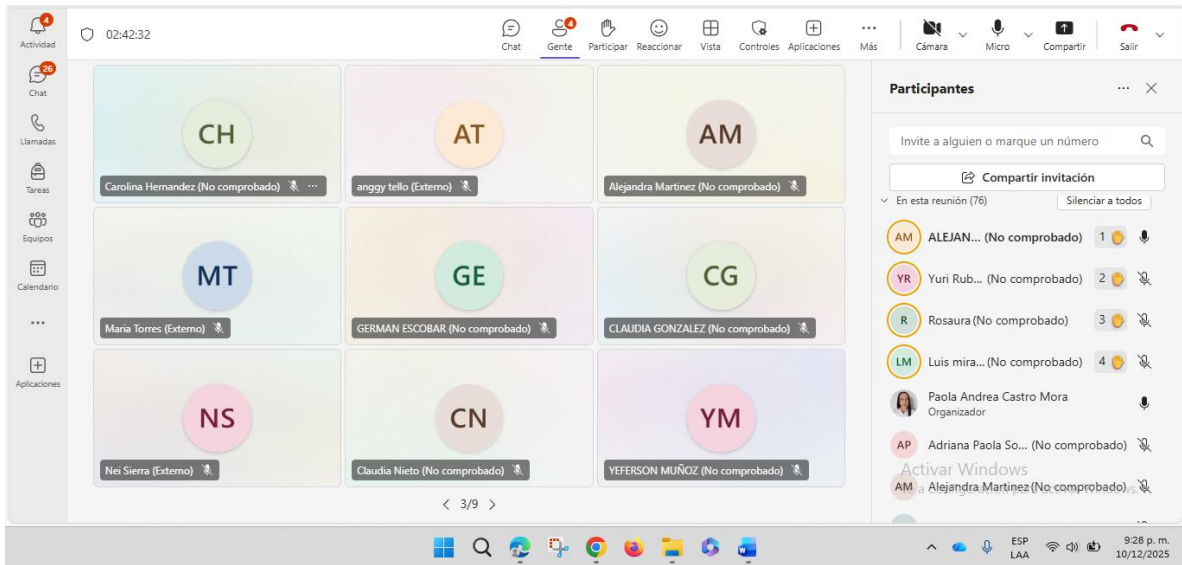 4
Actividad
26
Chat
Llamadas
Tareas
Equipos
Calendario
Aplicaciones
02:42:32
Chat
4
Gente
Participar
Reaccionar
Vista
Controles
Aplicaciones
Más
Cámara
Micro
Compartir
Salir
CH
Carolina Hernandez (No comprobado)
AT
anggy tello (Externo)
AM
Alejandra Martinez (No comprobado)
MT
Maria Torres (Externo)
GE
GERMAN ESCOBAR (No comprobado)
CG
CLAUDIA GONZALEZ (No comprobado)
NS
Nei Sierra (Externo)
CN
Claudia Nieto (No comprobado)
YM
YEFERSON MUÑOZ (No comprobado)
3/9
Participantes
Invite a alguien o marque un número
Compartir invitación
En esta reunión (76) Silenciar a todos
AM ALEJAN... (No comprobado) 1
YR Yuri Rub... (No comprobado) 2
R Rosaura (No comprobado) 3
LM Luis mira... (No comprobado) 4
Paola Andrea Castro Mora
Organizador
AP Adriana Paola So... (No comprobado)
Activar Windows
AM Alejandra Martinez (No comprobado)
ESP
LAA
9:28 p. m.
10/12/2025